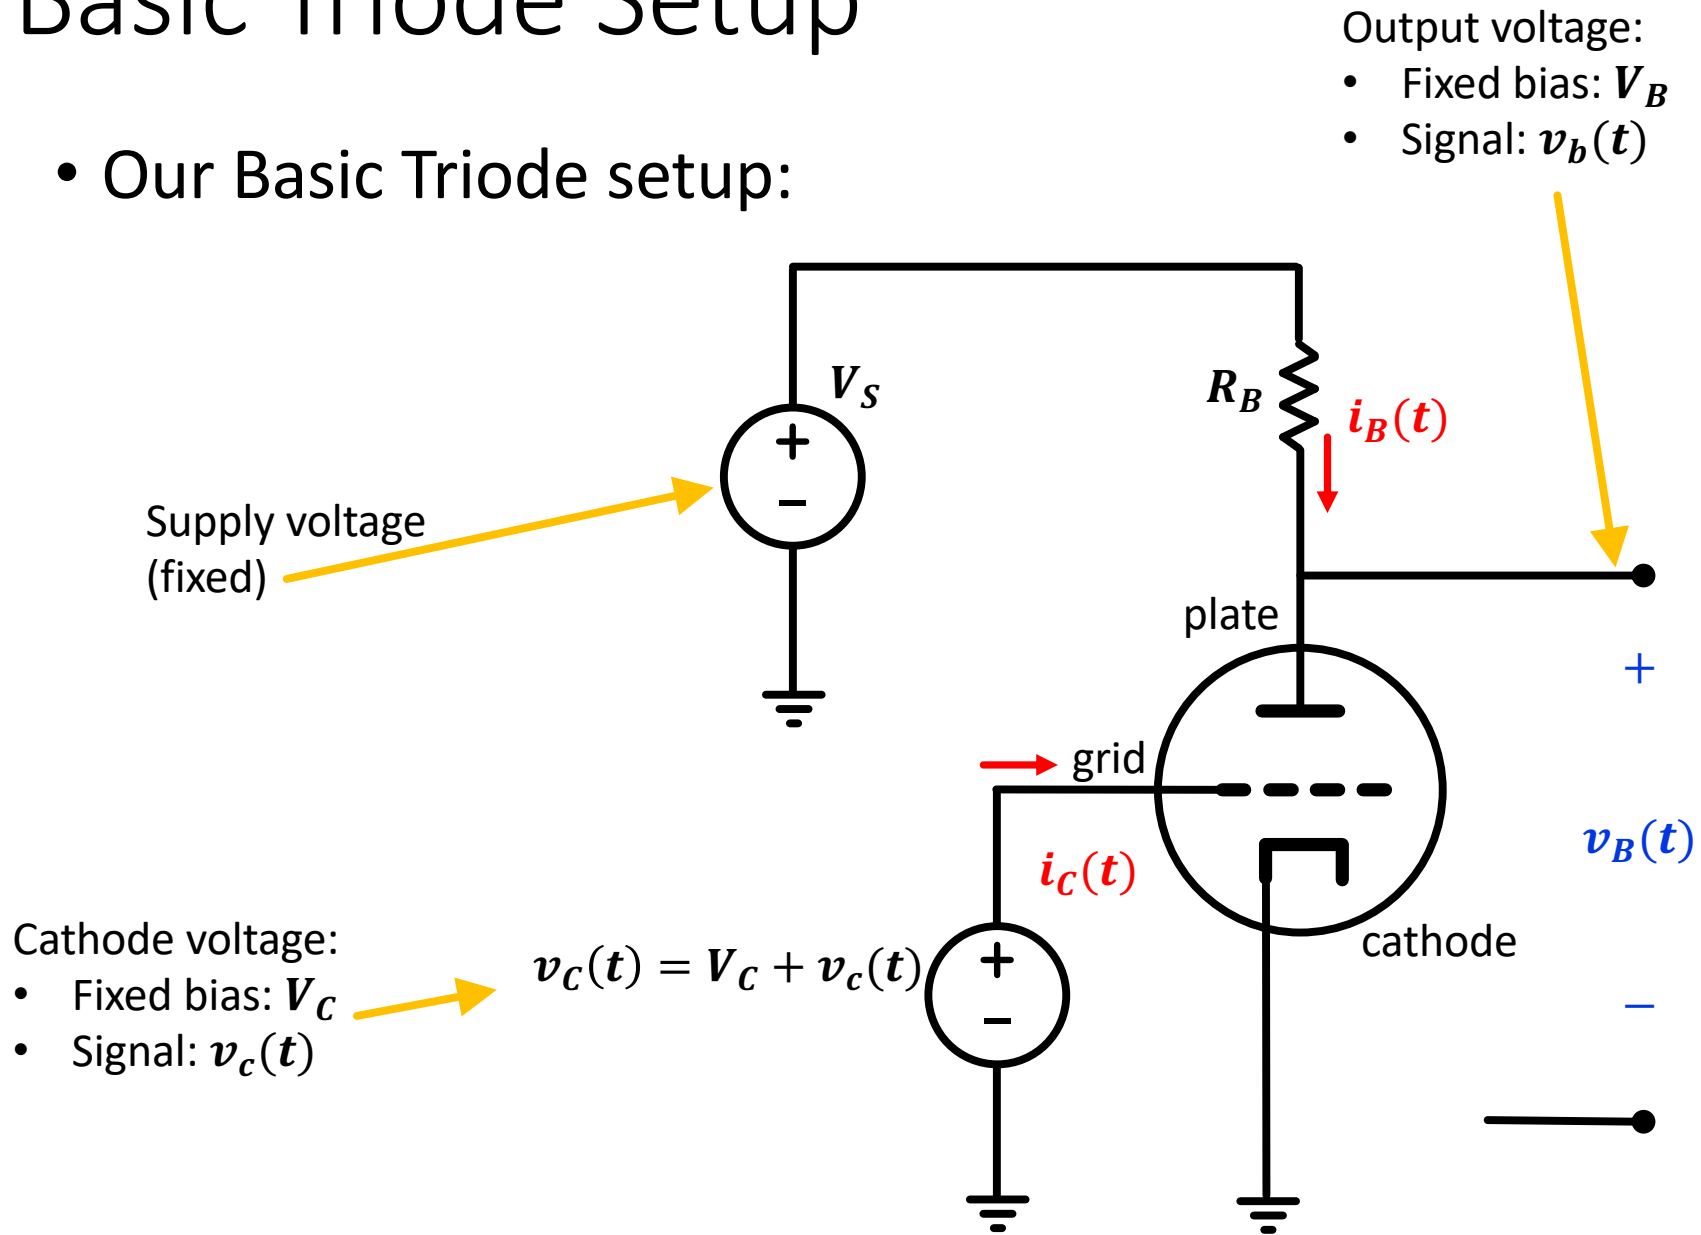 Basic Triode Setup
• Our Basic Triode setup:
Output voltage:
• Fixed bias: V_B
• Signal: v_b(t)
V_S
R_B
i_B(t)
Supply voltage
(fixed)
+
−
plate
+
grid
v_B(t)
i_C(t)
cathode
Cathode voltage:
• Fixed bias: V_C
• Signal: v_c(t)
v_C(t) = V_C + v_c(t)
+
−
−